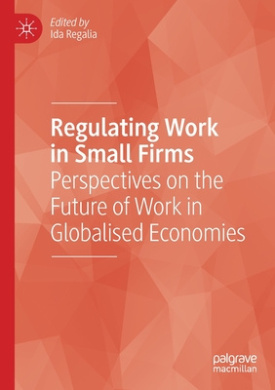 Edited by
Ida Regalia
Regulating Work
in Small Firms
Perspectives on the
Future of Work in
Globalised Economies
palgrave
macmillan